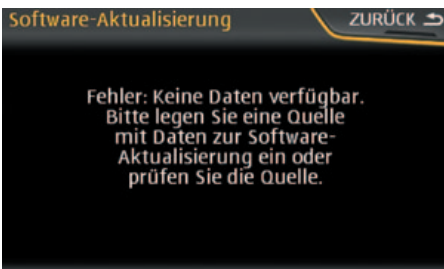 Software-Aktualisierung
ZURÜCK
Fehler: Keine Daten verfügbar.
Bitte legen Sie eine Quelle
mit Daten zur Software-
Aktualisierung ein oder
prüfen Sie die Quelle.